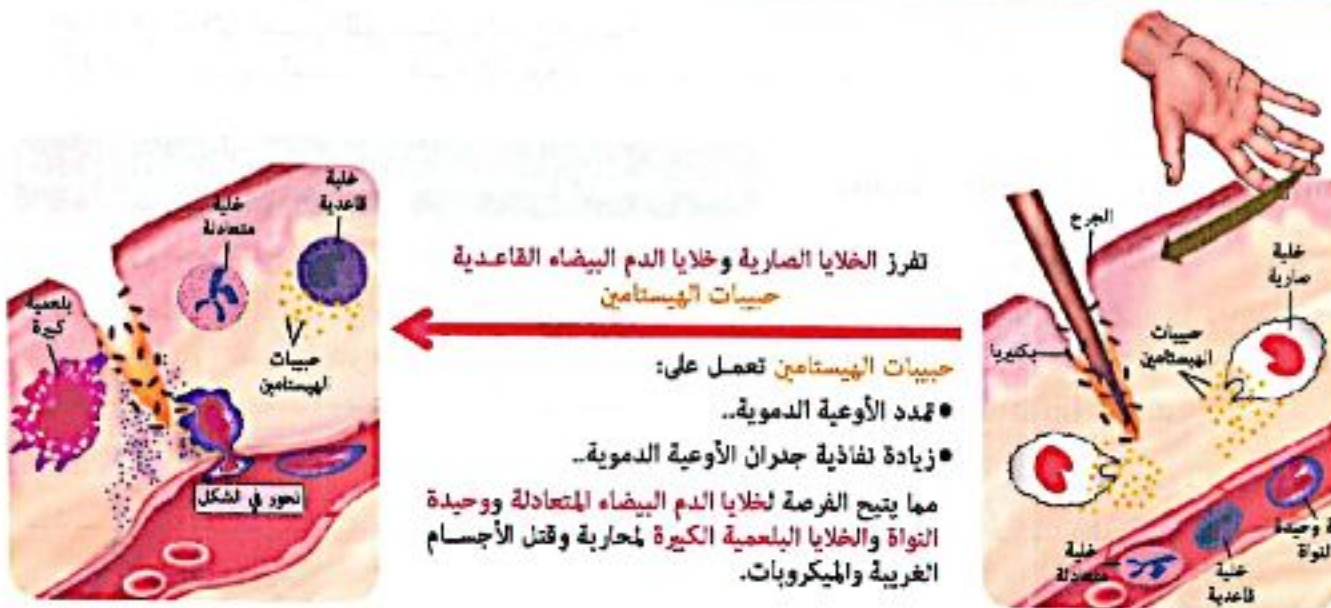 الجرح
خلية
صارية
حبيبات
الهيستامين
بكتيريا
وحيدة
النواة
خلية
قاعدية
خلية
متعادلة
تفرز الخلايا الصارية وخلايا الدم البيضاء القاعدية
حبيبات الهيستامين
حبيبات الهيستامين تعمل على:
• تمدد الأوعية الدموية..
• زيادة نفاذية جدران الأوعية الدموية..
مما يتيح الفرصة لخلايا الدم البيضاء المتعادلة ووحيدة
النواة والخلايا البلعمية الكبيرة لمحاربة وقتل الأجسام
الغريبة والميكروبات.
خلية
قاعدية
خلية
متعادلة
بلعمية
كبيرة
حبيبات
الهيستامين
تحور في الشكل